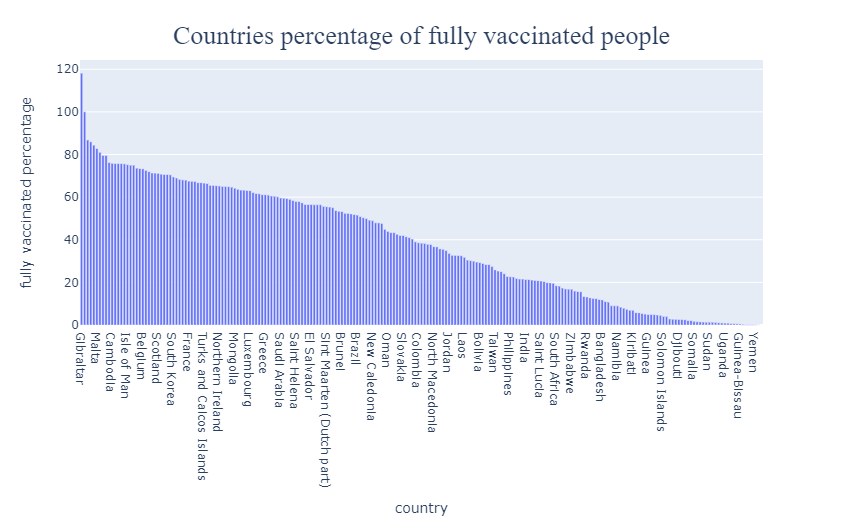 Countries percentage of fully vaccinated people
120
100
80
60
40
20
0
fully vaccinated percentage
Gibraltar
Malta
Cambodia
Isle of Man
Belgium
Scotland
South Korea
France
Turks and Caicos Islands
Northern Ireland
Mongolia
Luxembourg
Greece
Saudi Arabia
Saint Helena
El Salvador
Sint Maarten (Dutch part)
Brunei
Brazil
New Caledonia
Oman
Slovakia
Colombia
North Macedonia
Jordan
Laos
Bolivia
Taiwan
Philippines
India
Saint Lucia
South Africa
Zimbabwe
Rwanda
Bangladesh
Namibia
Kiribati
Guinea
Solomon Islands
Djibouti
Somalia
Sudan
Uganda
Guinea-Bissau
Yemen
country